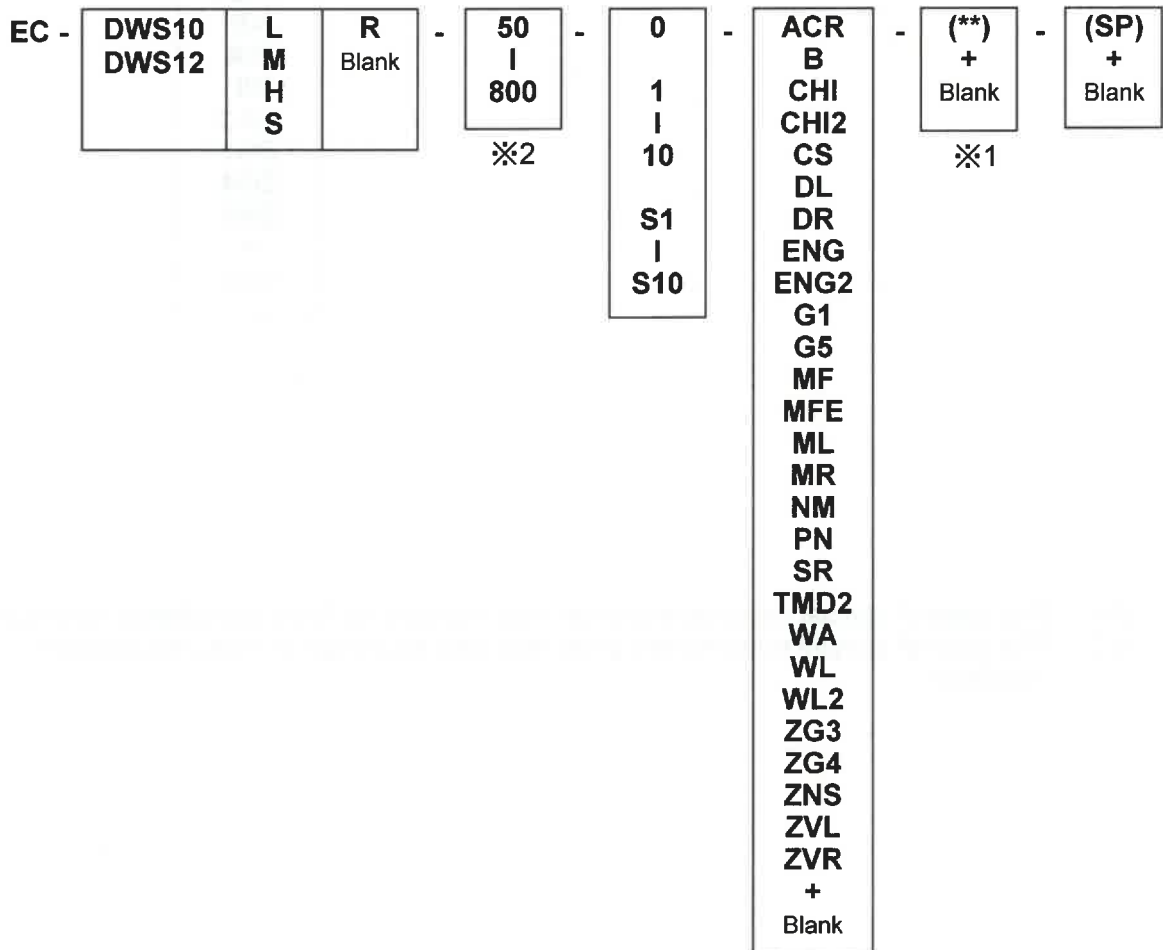 EC - DWS10 L R - 50 - 0 - ACR - (**) - (SP)
DWS12 M Blank I B + +
H 800 1 CHI Blank Blank
S I CHI2
※2 10 CS ※1
DL
S1 DR
I ENG
S10 ENG2
G1
G5
MF
MFE
ML
MR
NM
PN
SR
TMD2
WA
WL
WL2
ZG3
ZG4
ZNS
ZVL
ZVR
+
Blank